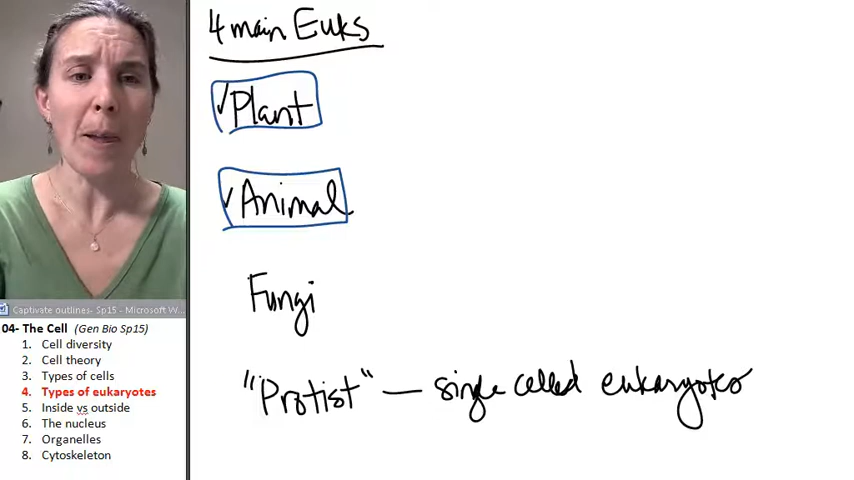 4 main Euks
✓Plant
✓Animal
Fungi
"Protist" — single celled eukaryotes
Captivate outlines- Sp15 - Microsoft W...
04- The Cell (Gen Bio Sp15)
1. Cell diversity
2. Cell theory
3. Types of cells
4. Types of eukaryotes
5. Inside vs outside
6. The nucleus
7. Organelles
8. Cytoskeleton